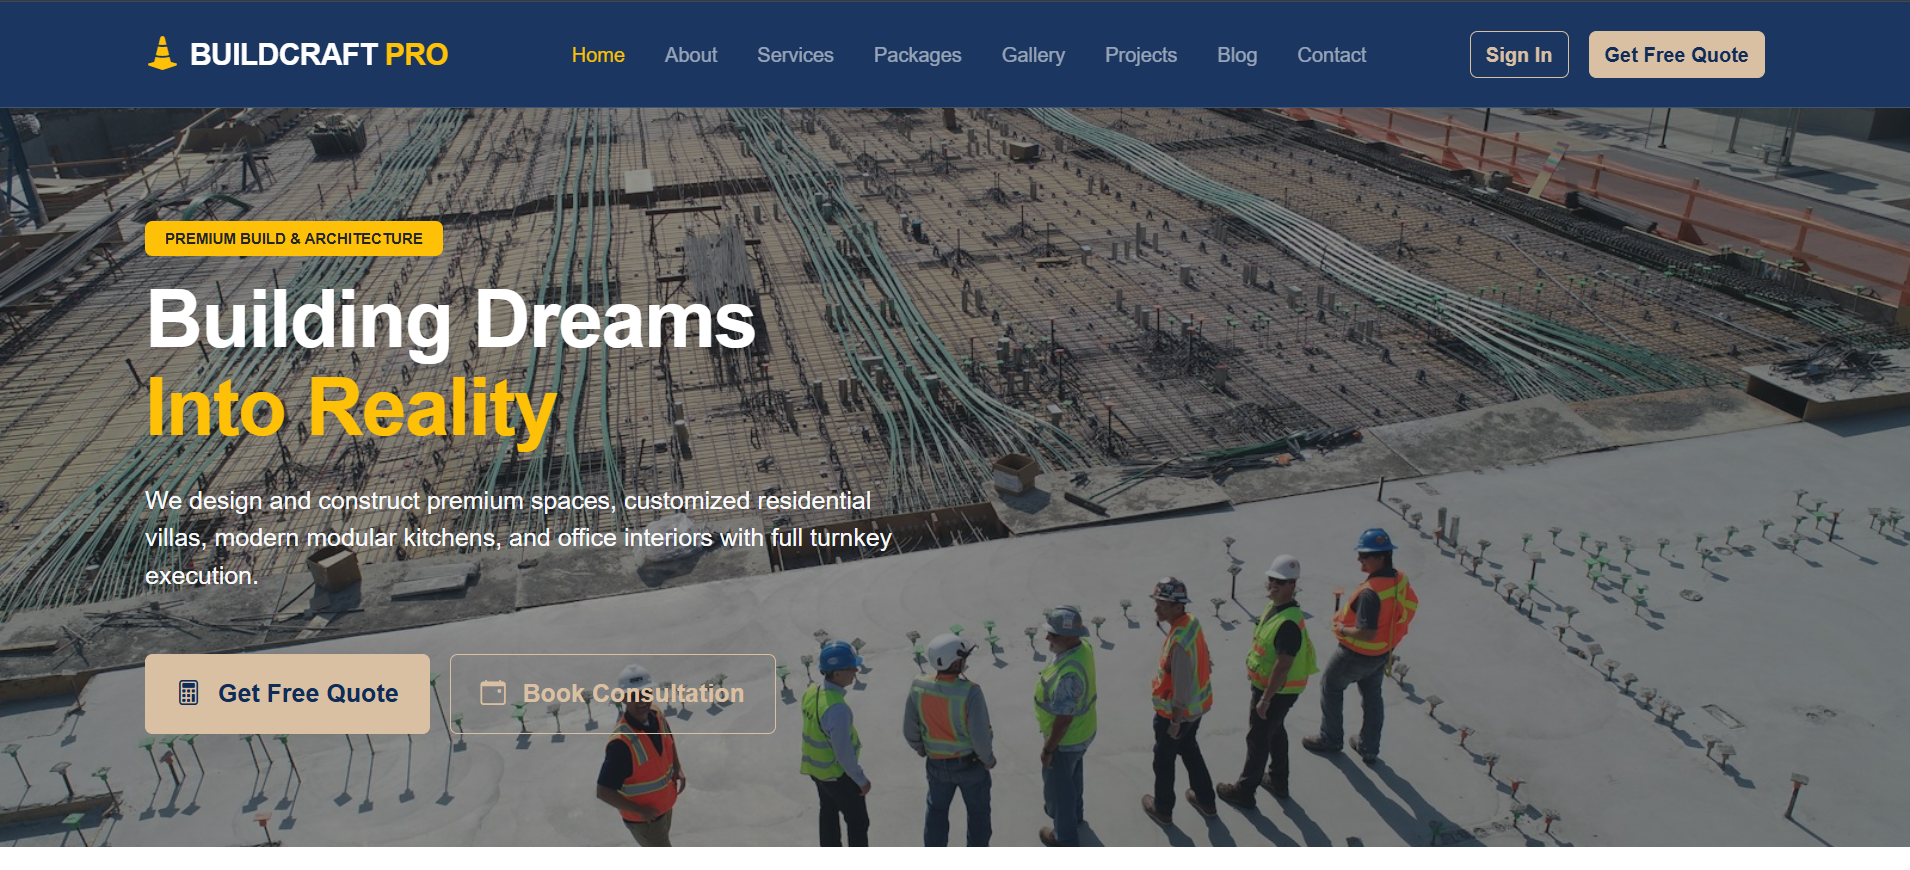 BUILDCRAFT PRO
Home
About
Services
Packages
Gallery
Projects
Blog
Contact
Sign In
Get Free Quote
PREMIUM BUILD & ARCHITECTURE
Building Dreams
Into Reality
We design and construct premium spaces, customized residential
villas, modern modular kitchens, and office interiors with full turnkey
execution.
Get Free Quote
Book Consultation